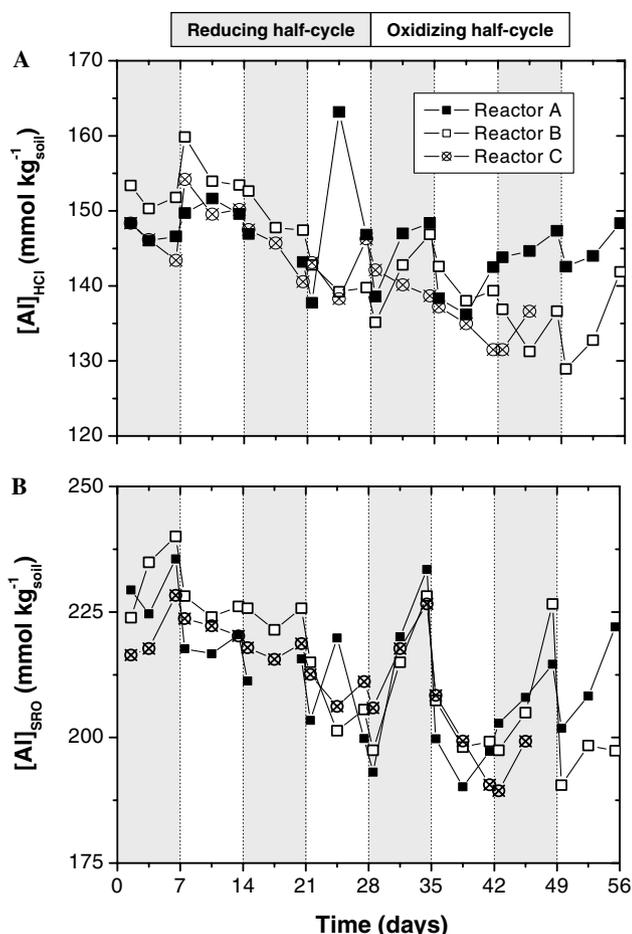 Reducing half-cycle Oxidizing half-cycle
A
170
160
150
140
130
120
[Al]HCl (mmol kg-1soil)
Reactor A
Reactor B
Reactor C
B
250
225
200
175
[Al]SRO (mmol kg-1soil)
0 7 14 21 28 35 42 49 56
Time (days)